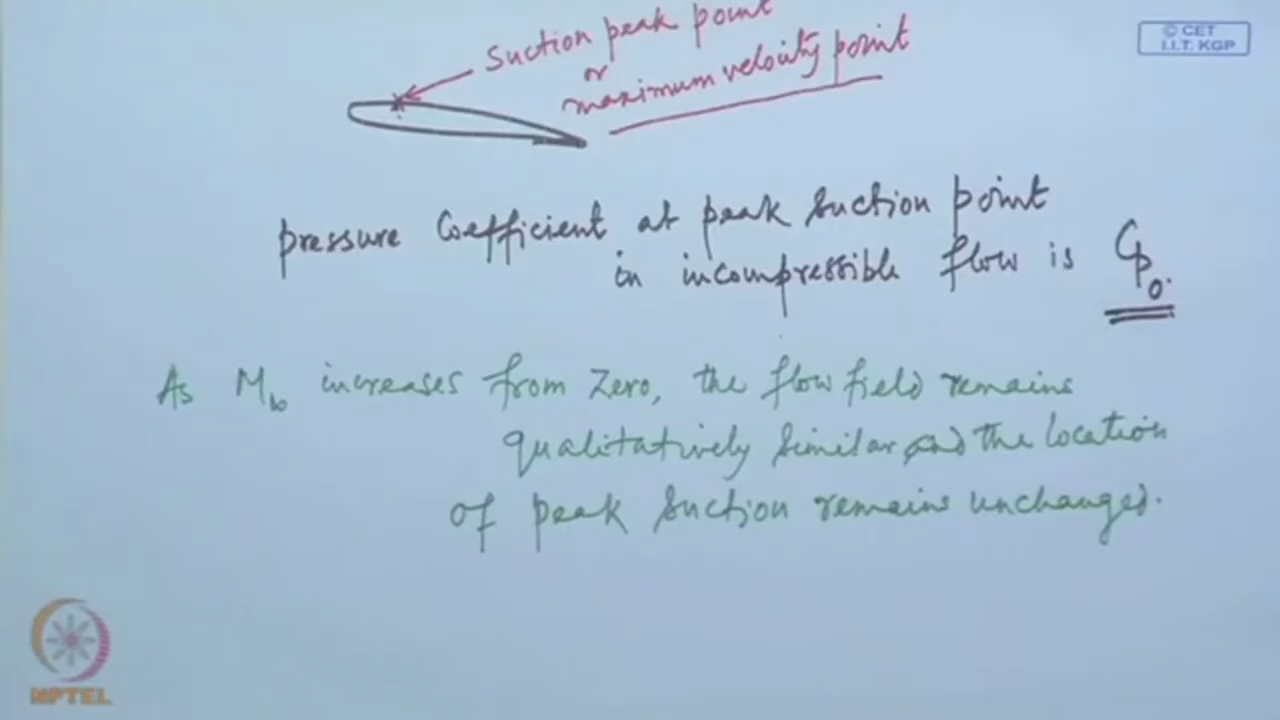 Suction peak point
© CET
I.I.T. KGP
or
maximum velocity point
pressure Coefficient at peak Suction point
in incompressible flow is Cp₀.
As M∞ increases from Zero, the flow field remains
qualitatively similar and the location
of peak suction remains unchanged.
NPTEL